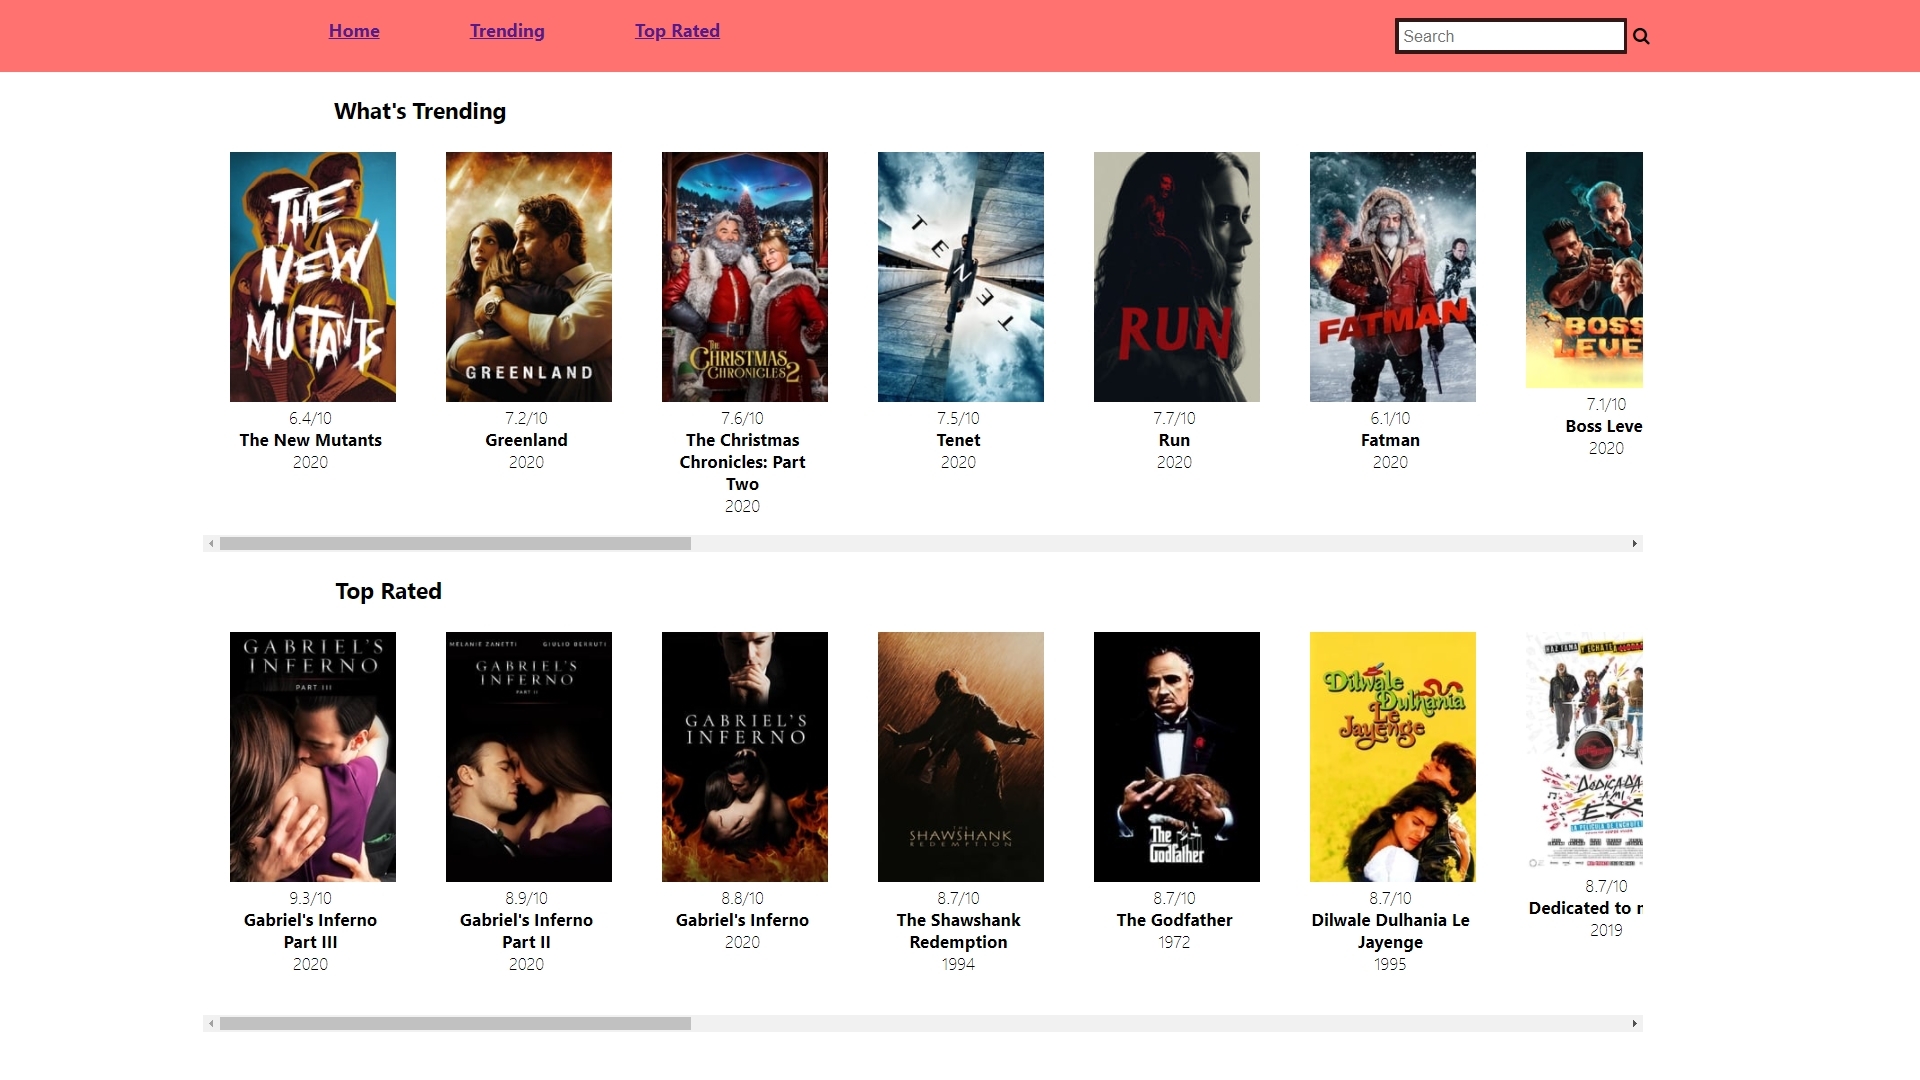 Home
Trending
Top Rated
Search
What's Trending
THE
NEW
MUTANTS
GREENLAND
THE
CHRISTMAS
CHRONICLES 2
TENET
RUN
FATMAN
BOSS
LEVE
6.4/10
The New Mutants
2020
7.2/10
Greenland
2020
7.6/10
The Christmas
Chronicles: Part
Two
2020
7.5/10
Tenet
2020
7.7/10
Run
2020
6.1/10
Fatman
2020
7.1/10
Boss Leve
2020
Top Rated
GABRIEL'S
INFERNO
PART III
MELANIE ZANETTI GIULIO BERRUTI
GABRIEL'S
INFERNO
PART II
GABRIEL'S
INFERNO
THE
SHAWSHANK
REDEMPTION
The
Godfather
Dilwale
Dulhania
Le
Jayenge
HAZ FAMA Y ÉCHATE A
DEDICADA
A MI
EX
9.3/10
Gabriel's Inferno
Part III
2020
8.9/10
Gabriel's Inferno
Part II
2020
8.8/10
Gabriel's Inferno
2020
8.7/10
The Shawshank
Redemption
1994
8.7/10
The Godfather
1972
8.7/10
Dilwale Dulhania Le
Jayenge
1995
8.7/10
Dedicated to
2019